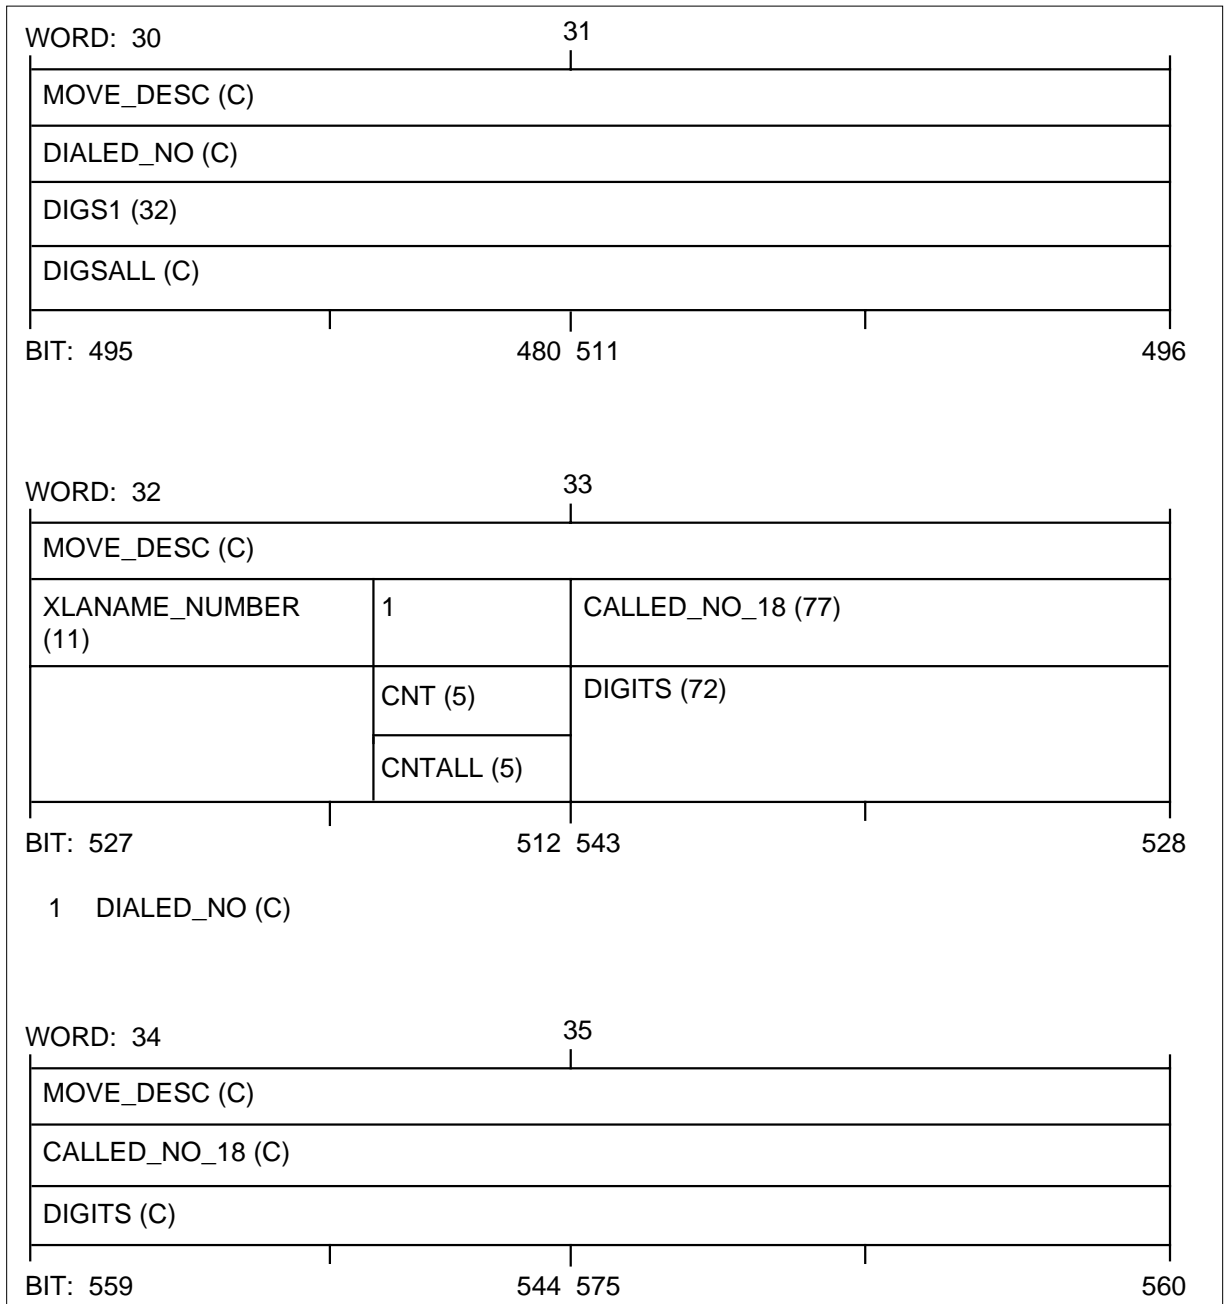 WORD: 30 31
MOVE_DESC (C)
DIALED_NO (C)
DIGS1 (32)
DIGSALL (C)
BIT: 495 480 511 496
WORD: 32 33
MOVE_DESC (C)
XLANAME_NUMBER 1 CALLED_NO_18 (77)
(11)
CNT (5) DIGITS (72)
CNTALL (5)
BIT: 527 512 543 528
1 DIALED_NO (C)
WORD: 34 35
MOVE_DESC (C)
CALLED_NO_18 (C)
DIGITS (C)
BIT: 559 544 575 560